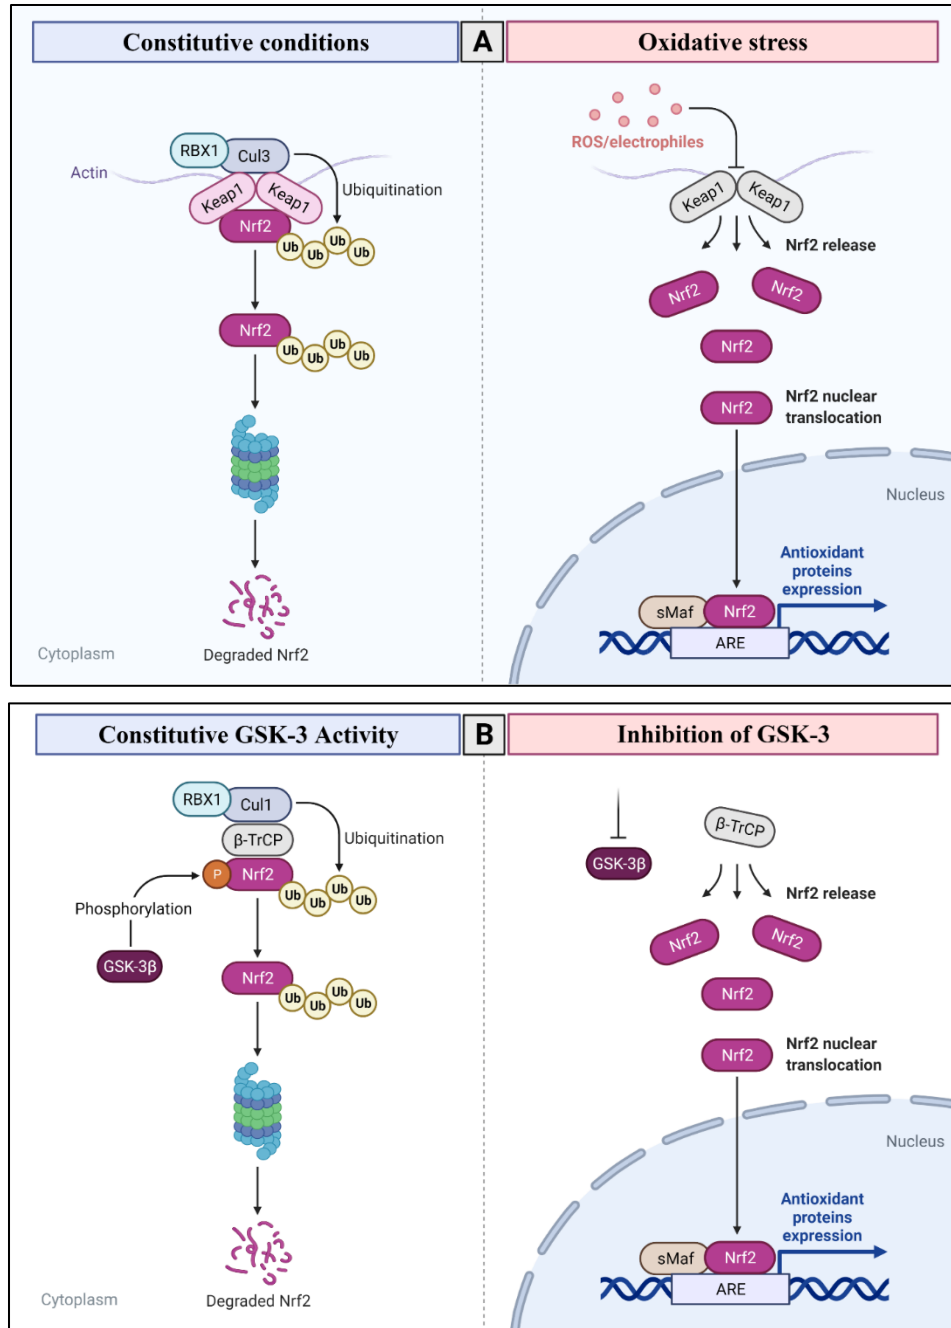 Constitutive conditions
A
Oxidative stress
RBX1
Cul3
Actin
Keap1
Keap1
Ubiquitination
Nrf2
Ub
Ub
Ub
Ub
Nrf2
Ub
Ub
Ub
Ub
Degraded Nrf2
Cytoplasm
ROS/electrophiles
Keap1
Keap1
Nrf2 release
Nrf2
Nrf2
Nrf2
Nrf2
Nrf2 nuclear
translocation
Nucleus
Antioxidant
proteins
expression
sMaf
Nrf2
ARE
Constitutive GSK-3 Activity
B
Inhibition of GSK-3
RBX1
Cul1
β-TrCP
Ubiquitination
P
Nrf2
Ub
Ub
Ub
Ub
Phosphorylation
GSK-3β
Nrf2
Ub
Ub
Ub
Ub
Degraded Nrf2
Cytoplasm
GSK-3β
β-TrCP
Nrf2 release
Nrf2
Nrf2
Nrf2
Nrf2
Nrf2 nuclear
translocation
Nucleus
Antioxidant
proteins
expression
sMaf
Nrf2
ARE